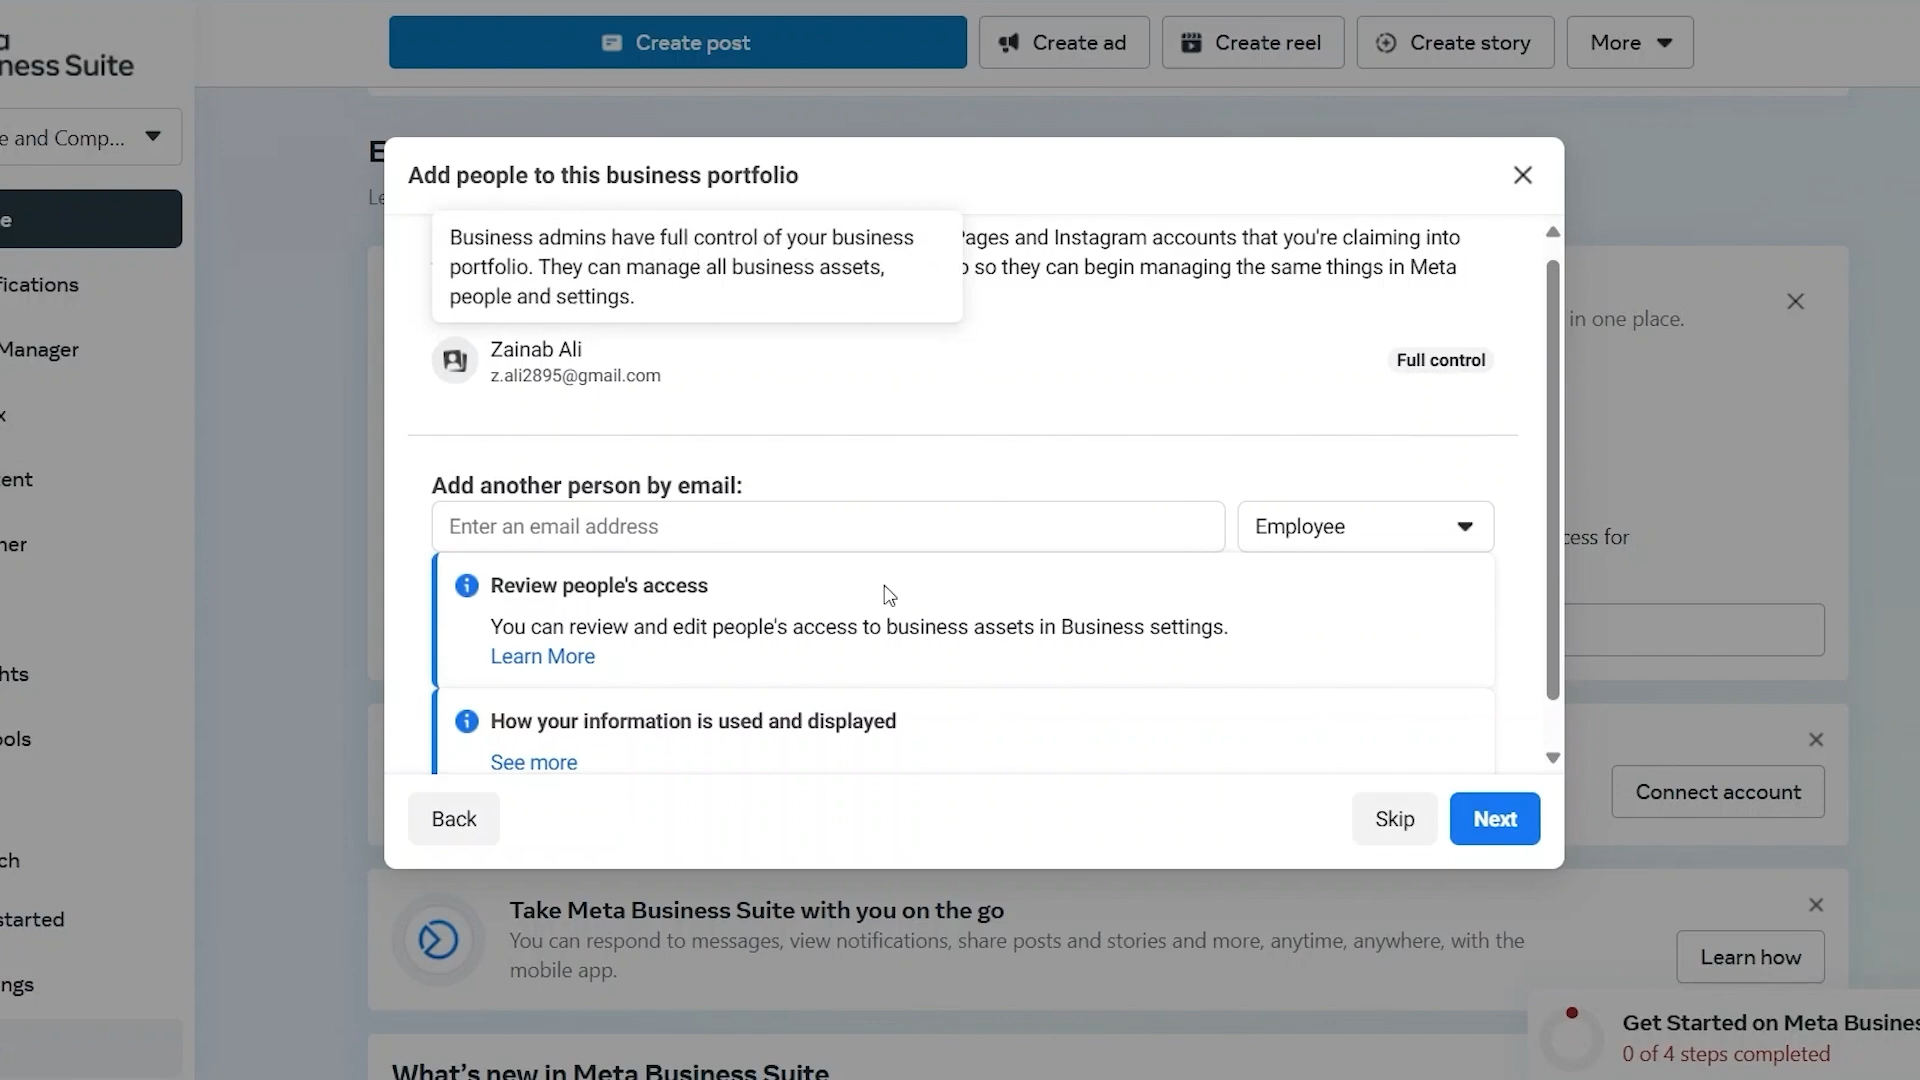 a
ness Suite
Create post
Create ad
Create reel
Create story
More
e and Comp...
e
fications
Manager
x
ent
ner
hts
ols
ch
started
ngs
E
Le
Add people to this business portfolio
Business admins have full control of your business
portfolio. They can manage all business assets,
people and settings.
Pages and Instagram accounts that you're claiming into
o so they can begin managing the same things in Meta
Zainab Ali
z.ali2895@gmail.com
Full control
Add another person by email:
Enter an email address
Employee
Review people's access
You can review and edit people's access to business assets in Business settings.
Learn More
How your information is used and displayed
See more
Back
Skip
Next
in one place.
cess for
Connect account
Take Meta Business Suite with you on the go
You can respond to messages, view notifications, share posts and stories and more, anytime, anywhere, with the
mobile app.
Learn how
Get Started on Meta Busines
0 of 4 steps completed
What's new in Meta Business Suite